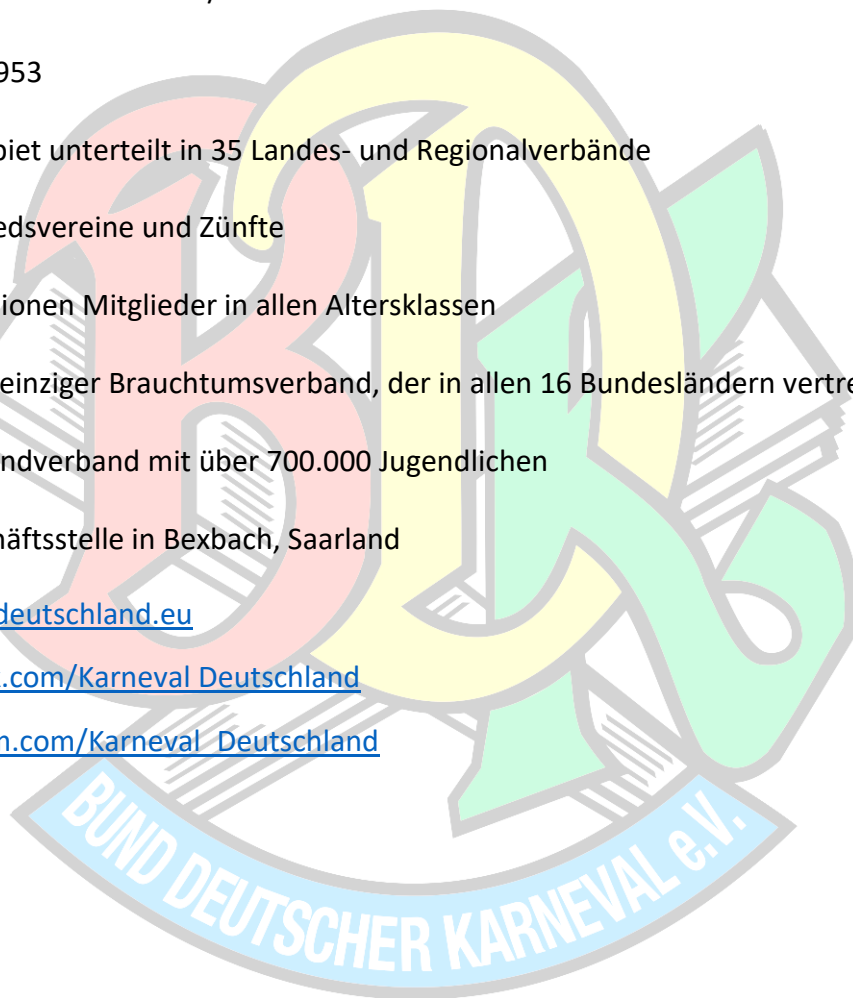 953
biet unterteilt in 35 Landes- und Regionalverbände
edsvereine und Zünfte
ionen Mitglieder in allen Altersklassen
einziger Brauchtumsverband, der in allen 16 Bundesländern vertre
ndverband mit über 700.000 Jugendlichen
häftsstelle in Bexbach, Saarland
deutschland.eu
k.com/Karneval Deutschland
m.com/Karneval_Deutschland
BDK
BUND DEUTSCHER KARNEVAL e.V.